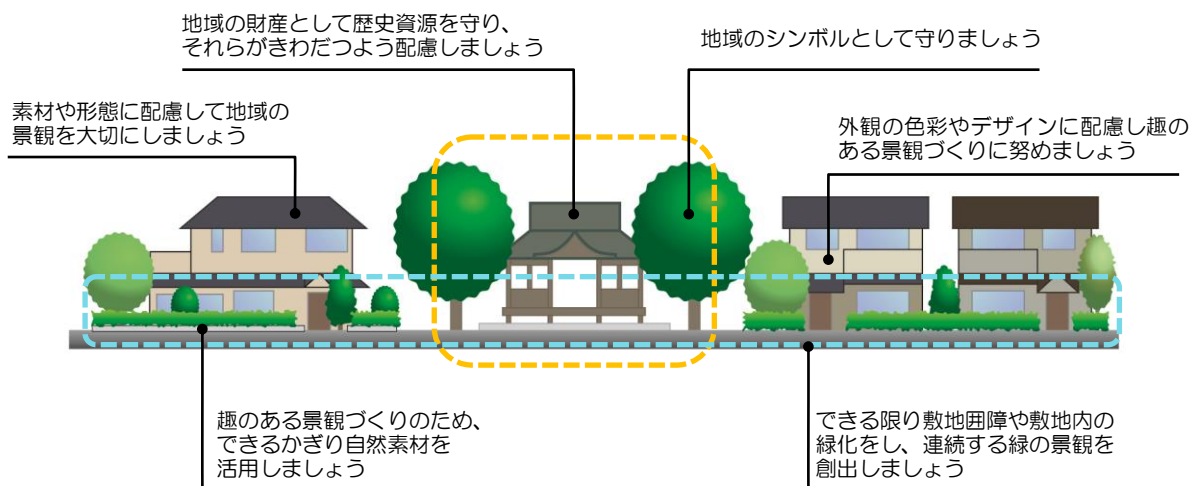 地域の財産として歴史資源を守り、
それらがきわだつよう配慮しましょう
地域のシンボルとして守りましょう
素材や形態に配慮して地域の
景観を大切にしましょう
外観の色彩やデザインに配慮し趣の
ある景観づくりに努めましょう
趣のある景観づくりのため、
できるかぎり自然素材を
活用しましょう
できる限り敷地囲障や敷地内の
緑化をし、連続する緑の景観を
創出しましょう